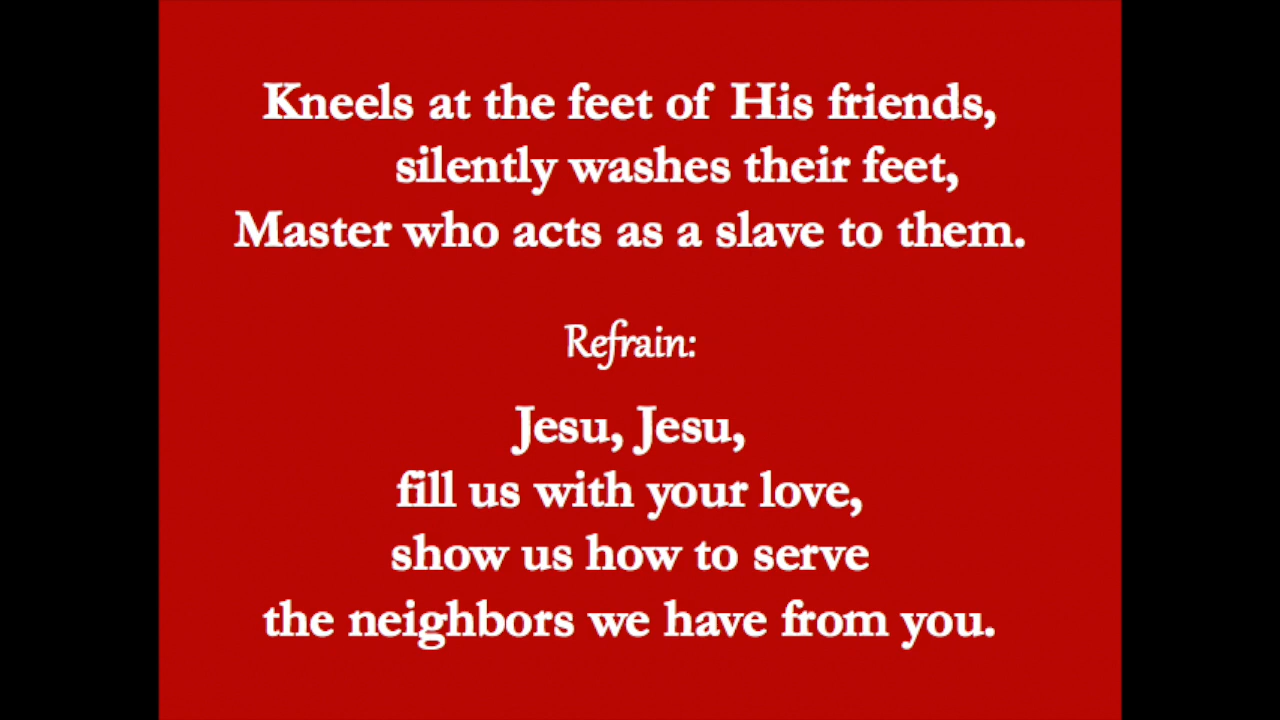 Kneels at the feet of His friends,
silently washes their feet,
Master who acts as a slave to them.
Refrain:
Jesu, Jesu,
fill us with your love,
show us how to serve
the neighbors we have from you.